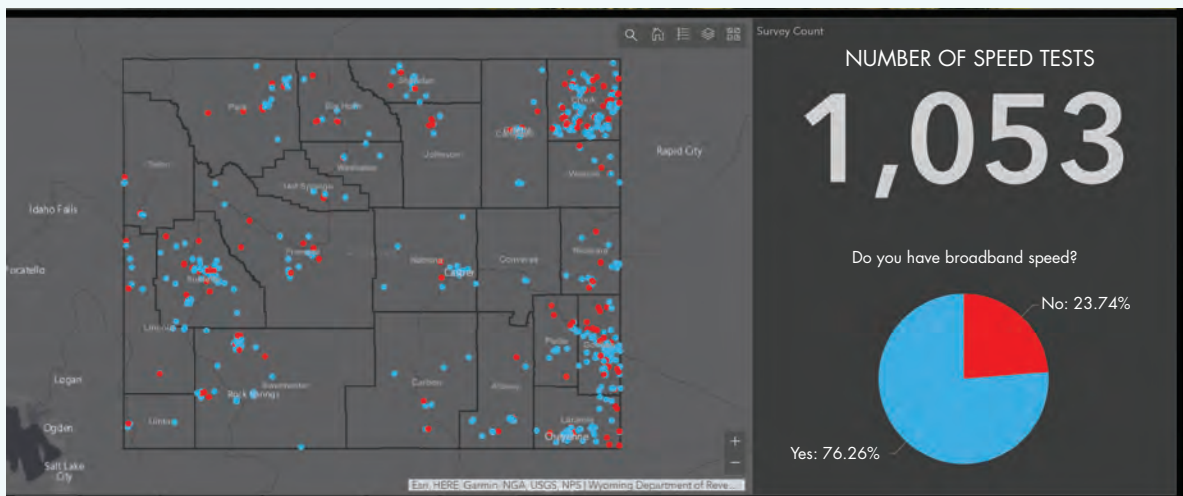 Survey Count
NUMBER OF SPEED TESTS
1,053
Do you have broadband speed?
No: 23.74%
Yes: 76.26%
Park
Big Horn
Sheridan
Campbell
Crook
Johnson
Rapid City
Teton
Washakie
Weston
Hot Springs
Idaho Falls
Fremont
Natrona
Casper
Converse
Niobrara
Pocatello
Sublette
Lincoln
Platte
Goshen
Logan
Sweetwater
Rock Springs
Carbon
Albany
Laramie
Cheyenne
Uinta
Ogden
Salt Lake
City
+
−
Esri, HERE, Garmin, NGA, USGS, NPS | Wyoming Department of Reve...